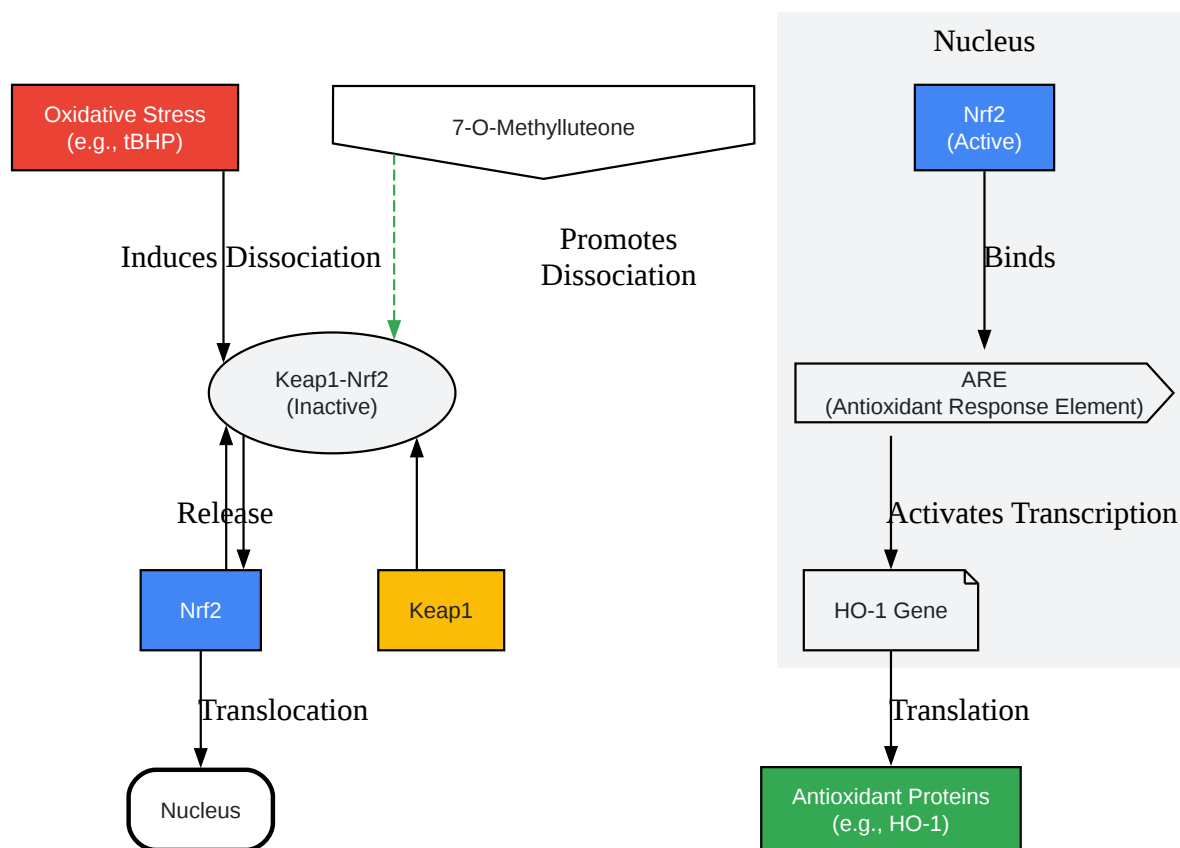 Nucleus
Oxidative Stress
(e.g., tBHP)
7-O-Methylluteone
Nrf2
(Active)
Induces Dissociation
Promotes
Dissociation
Binds
Keap1-Nrf2
(Inactive)
ARE
(Antioxidant Response Element)
Release
Activates Transcription
Nrf2
Keap1
HO-1 Gene
Translocation
Translation
Nucleus
Antioxidant Proteins
(e.g., HO-1)